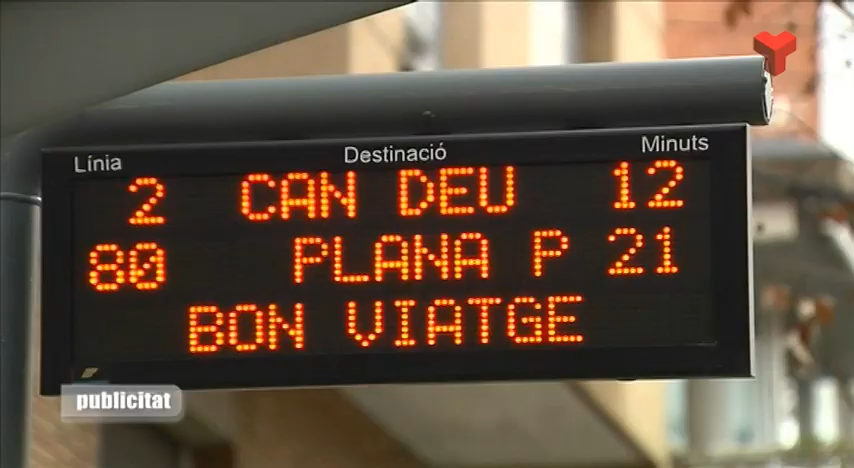 Línia Destinació Minuts
2 CAN DEU 12
80 PLANA P 21
BON VIATGE
publicitat